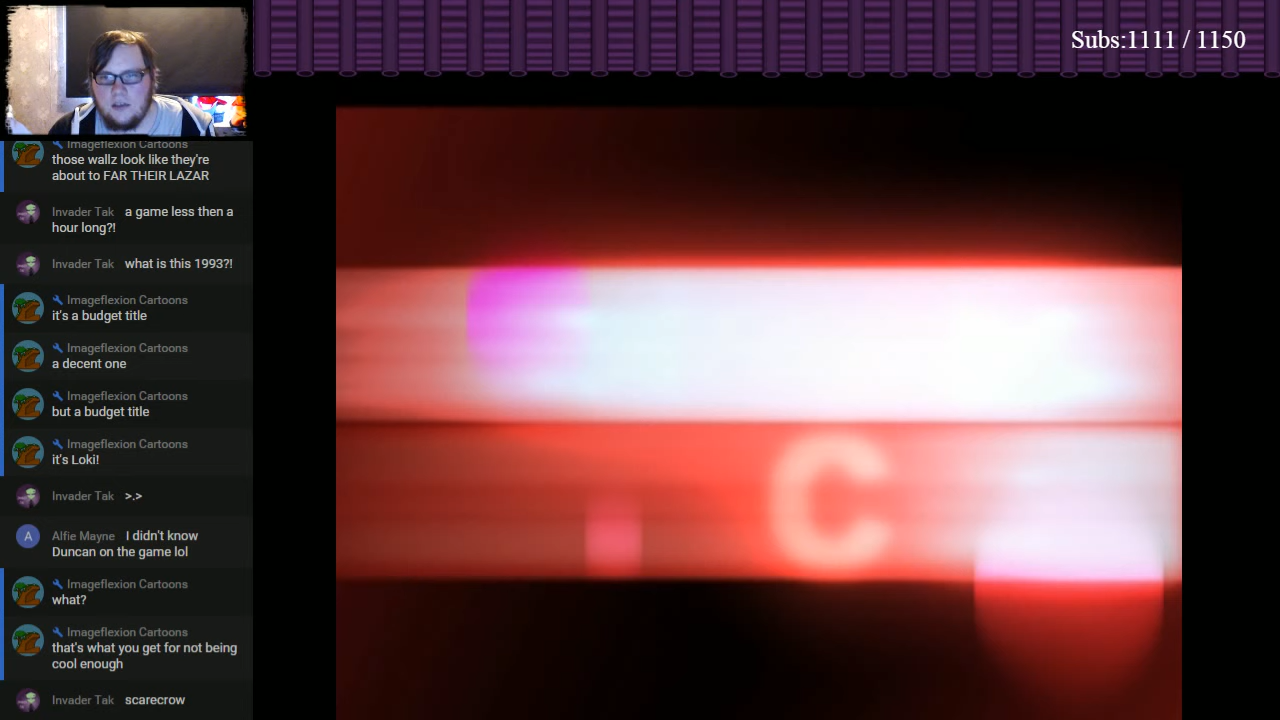 Subs:1111 / 1150
Imageflexion Cartoons
those wallz look like they're
about to FAR THEIR LAZAR
Invader Tak a game less then a
hour long?!
Invader Tak what is this 1993?!
Imageflexion Cartoons
it's a budget title
Imageflexion Cartoons
a decent one
Imageflexion Cartoons
but a budget title
Imageflexion Cartoons
it's Loki!
Invader Tak >.>
A Alfie Mayne I didn't know
Duncan on the game lol
Imageflexion Cartoons
what?
Imageflexion Cartoons
that's what you get for not being
cool enough
Invader Tak scarecrow
C